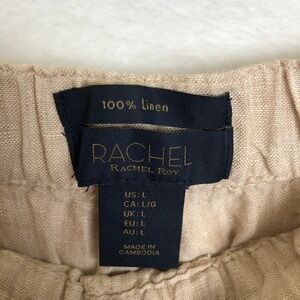 100% Linen
RACHEL
RACHEL ROY
US: L
CA: L/G
UK: L
EU: L
AU: L
MADE IN
CAMBODIA